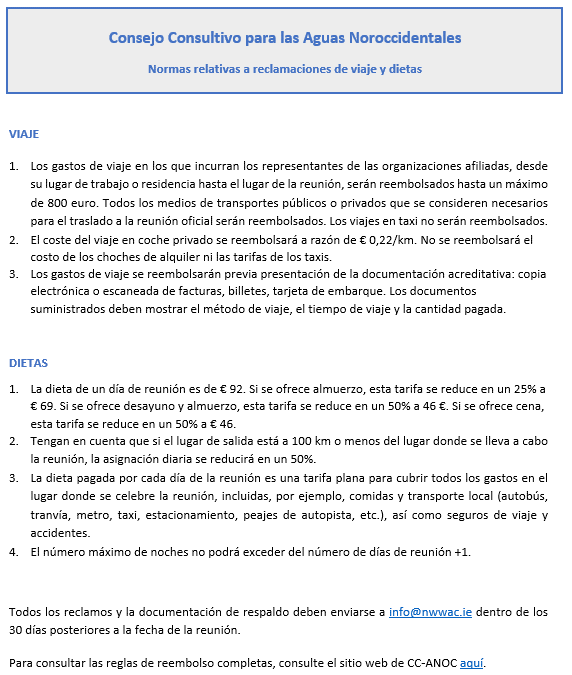 Consejo Consultivo para las Aguas Noroccidentales
Normas relativas a reclamaciones de viaje y dietas
VIAJE
1. Los gastos de viaje en los que incurran los representantes de las organizaciones afiliadas, desde
su lugar de trabajo o residencia hasta el lugar de la reunión, serán reembolsados hasta un máximo
de 800 euro. Todos los medios de transportes públicos o privados que se consideren necesarios
para el traslado a la reunión oficial serán reembolsados. Los viajes en taxi no serán reembolsados.
2. El coste del viaje en coche privado se reembolsará a razón de € 0,22/km. No se reembolsará el
costo de los choches de alquiler ni las tarifas de los taxis.
3. Los gastos de viaje se reembolsarán previa presentación de la documentación acreditativa: copia
electrónica o escaneada de facturas, billetes, tarjeta de embarque. Los documentos
suministrados deben mostrar el método de viaje, el tiempo de viaje y la cantidad pagada.
DIETAS
1. La dieta de un día de reunión es de € 92. Si se ofrece almuerzo, esta tarifa se reduce en un 25% a
€ 69. Si se ofrece desayuno y almuerzo, esta tarifa se reduce en un 50% a 46 €. Si se ofrece cena,
esta tarifa se reduce en un 50% a € 46.
2. Tengan en cuenta que si el lugar de salida está a 100 km o menos del lugar donde se lleva a cabo
la reunión, la asignación diaria se reducirá en un 50%.
3. La dieta pagada por cada día de la reunión es una tarifa plana para cubrir todos los gastos en el
lugar donde se celebre la reunión, incluidas, por ejemplo, comidas y transporte local (autobús,
tranvía, metro, taxi, estacionamiento, peajes de autopista, etc.), así como seguros de viaje y
accidentes.
4. El número máximo de noches no podrá exceder del número de días de reunión +1.
Todos los reclamos y la documentación de respaldo deben enviarse a info@nwwac.ie dentro de los
30 días posteriores a la fecha de la reunión.
Para consultar las reglas de reembolso completas, consulte el sitio web de CC-ANOC aquí.